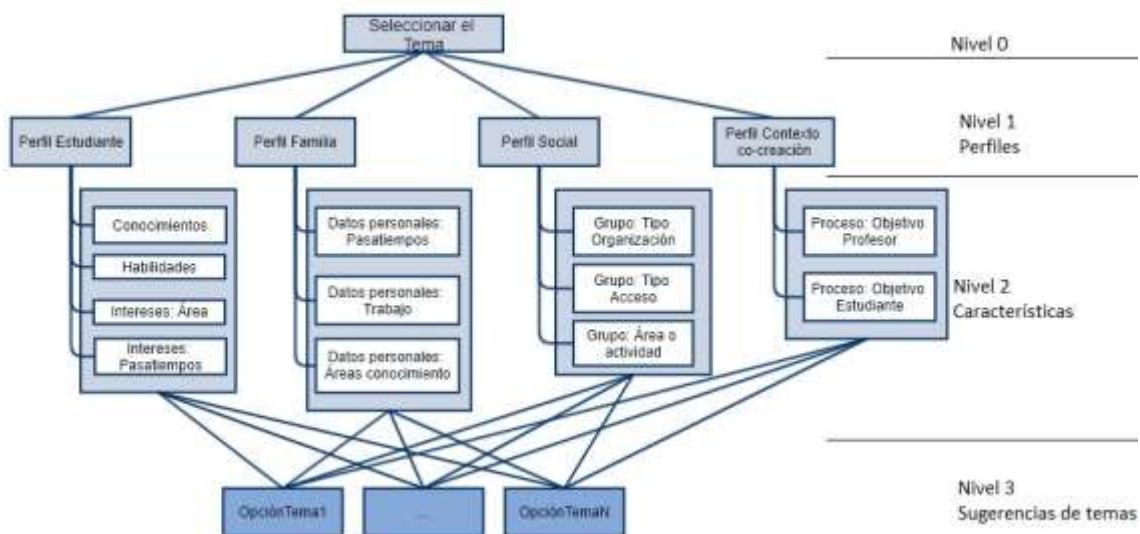 Seleccionar el
Tema
Nivel 0
Perfil Estudiante
Perfil Familia
Perfil Social
Perfil Contexto
co-creación
Nivel 1
Perfiles
Conocimientos
Habilidades
Intereses: Área
Intereses:
Pasatiempos
Datos personales:
Pasatiempos
Datos personales:
Trabajo
Datos personales:
Áreas conocimiento
Grupo: Tipo
Organización
Grupo: Tipo
Acceso
Grupo: Área o
actividad
Proceso: Objetivo
Profesor
Proceso: Objetivo
Estudiante
Nivel 2
Características
OpciónTema1
...
OpciónTemaN
Nivel 3
Sugerencias de temas